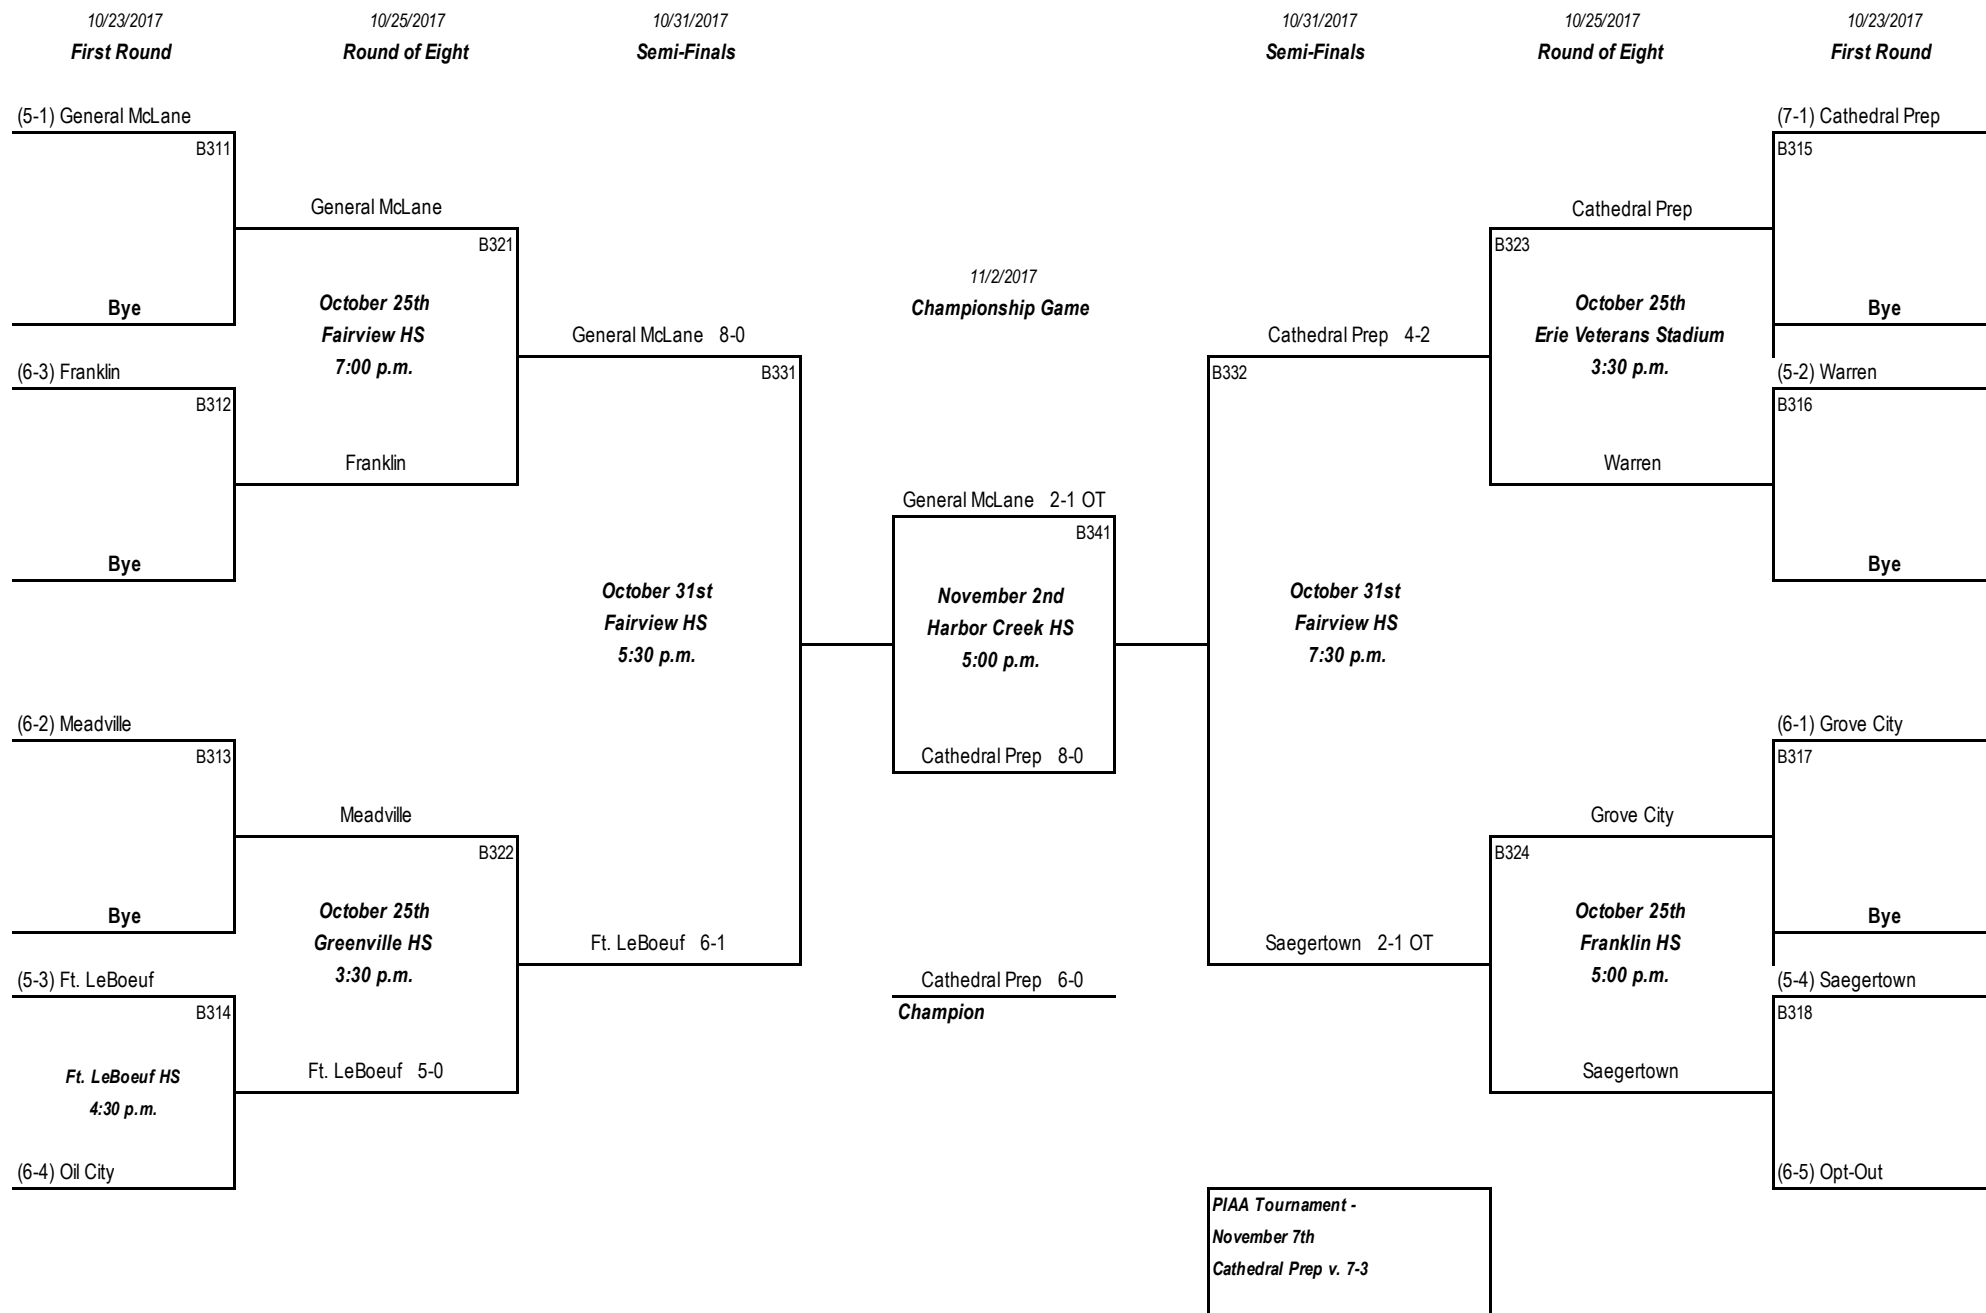 10/23/2017
First Round
10/25/2017
Round of Eight
10/31/2017
Semi-Finals
10/31/2017
Semi-Finals
10/25/2017
Round of Eight
10/23/2017
First Round
(5-1) General McLane
B311
Bye
(6-3) Franklin
B312
Bye
(6-2) Meadville
B313
Bye
(5-3) Ft. LeBoeuf
B314
Ft. LeBoeuf HS
4:30 p.m.
(6-4) Oil City
General McLane
B321
October 25th
Fairview HS
7:00 p.m.
Franklin
Meadville
B322
October 25th
Greenville HS
3:30 p.m.
Ft. LeBoeuf 5-0
General McLane 8-0
B331
October 31st
Fairview HS
5:30 p.m.
Ft. LeBoeuf 6-1
11/2/2017
Championship Game
General McLane 2-1 OT
B341
November 2nd
Harbor Creek HS
5:00 p.m.
Cathedral Prep 8-0
Cathedral Prep 6-0
Champion
Cathedral Prep 4-2
B332
October 31st
Fairview HS
7:30 p.m.
Saegertown 2-1 OT
Cathedral Prep
B323
October 25th
Erie Veterans Stadium
3:30 p.m.
Warren
Grove City
B324
October 25th
Franklin HS
5:00 p.m.
Saegertown
(7-1) Cathedral Prep
B315
Bye
(5-2) Warren
B316
Bye
(6-1) Grove City
B317
Bye
(5-4) Saegertown
B318
(6-5) Opt-Out
PIAA Tournament -
November 7th
Cathedral Prep v. 7-3